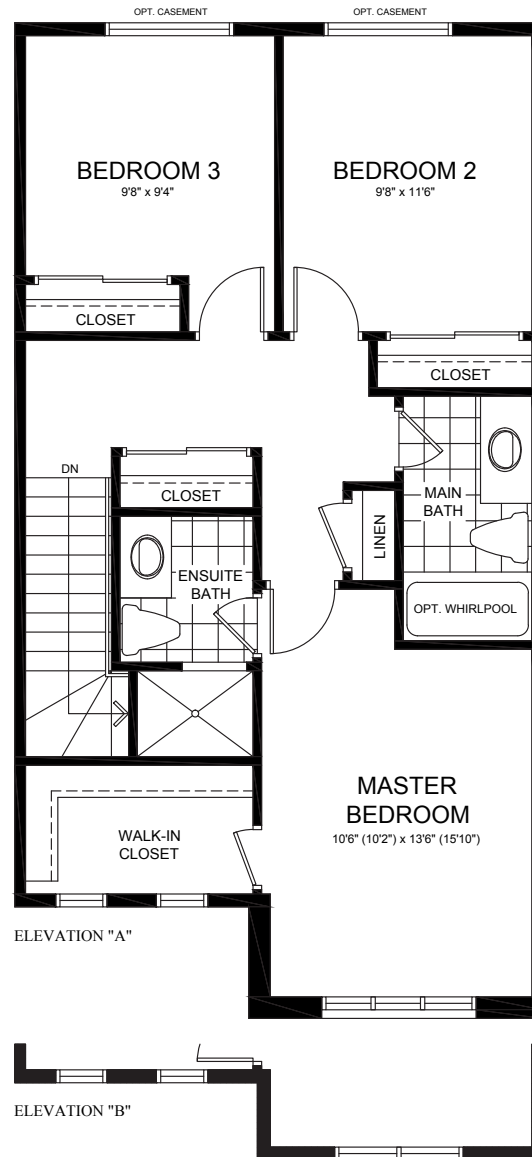 OPT. CASEMENT
OPT. CASEMENT
BEDROOM 3
9'8" x 9'4"
BEDROOM 2
9'8" x 11'6"
CLOSET
CLOSET
DN
CLOSET
MAIN
BATH
LINEN
ENSUITE
BATH
OPT. WHIRLPOOL
MASTER
BEDROOM
10'6" (10'2") x 13'6" (15'10")
WALK-IN
CLOSET
ELEVATION "A"
ELEVATION "B"